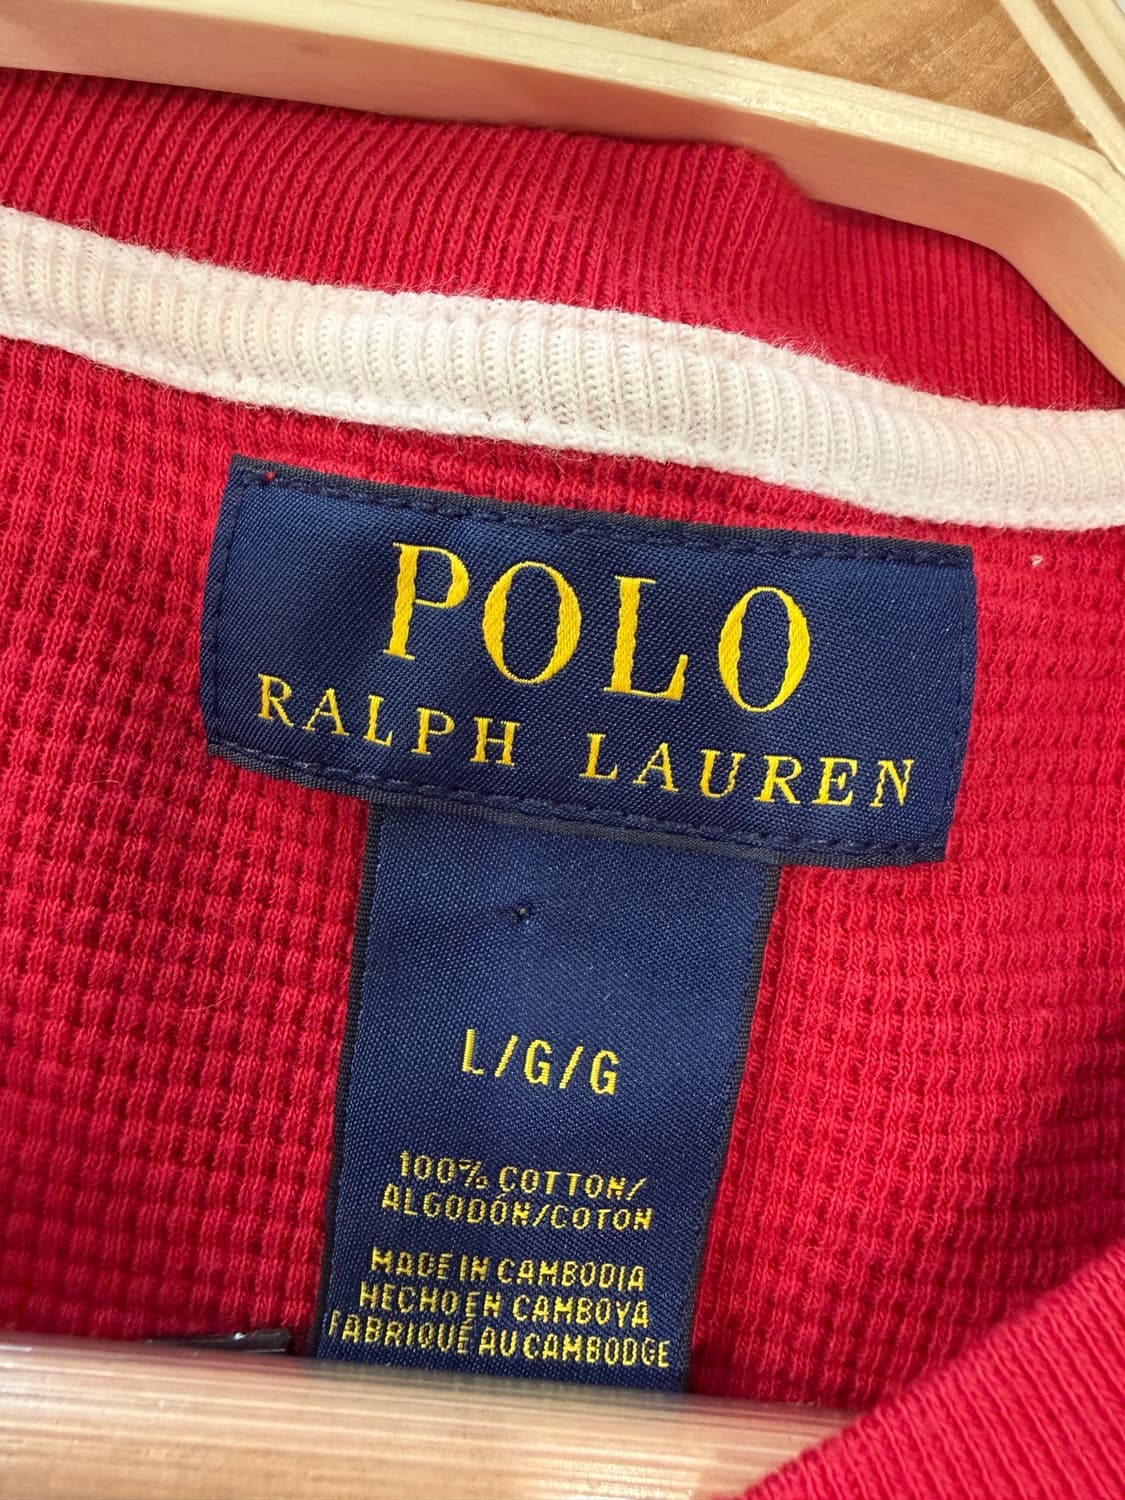 POLO
RALPH LAUREN
L/G/G
100% COTTON/
ALGODÓN/COTON
MADE IN CAMBODIA
HECHO EN CAMBOYA
FABRIQUÉ AU CAMBODGE